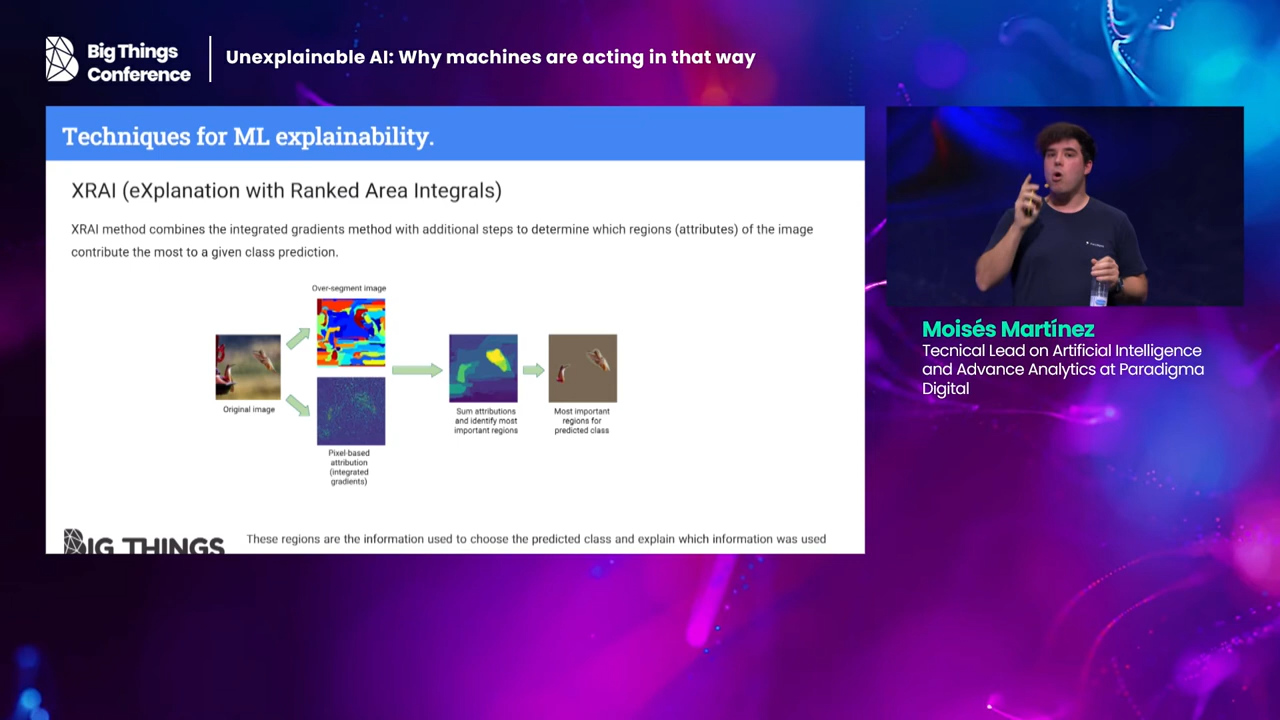 Big Things
Conference
Unexplainable AI: Why machines are acting in that way
Techniques for ML explainability.
XRAI (eXplanation with Ranked Area Integrals)
XRAI method combines the integrated gradients method with additional steps to determine which regions (attributes) of the image
contribute the most to a given class prediction.
Over-segment image
Original image
Pixel-based
attribution
(integrated
gradients)
Sum attributions
and identify most
important regions
Most important
regions for
predicted class
BIG THINGS
These regions are the information used to choose the predicted class and explain which information was used
Moisés Martínez
Tecnical Lead on Artificial Intelligence
and Advance Analytics at Paradigma
Digital